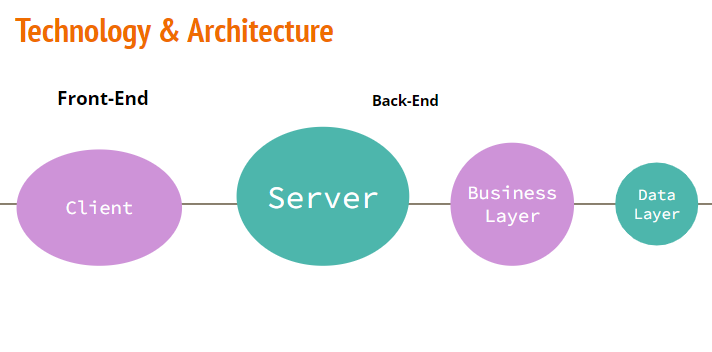 Technology & Architecture
Front-End
Back-End
Client
Server
Business
Layer
Data
Layer